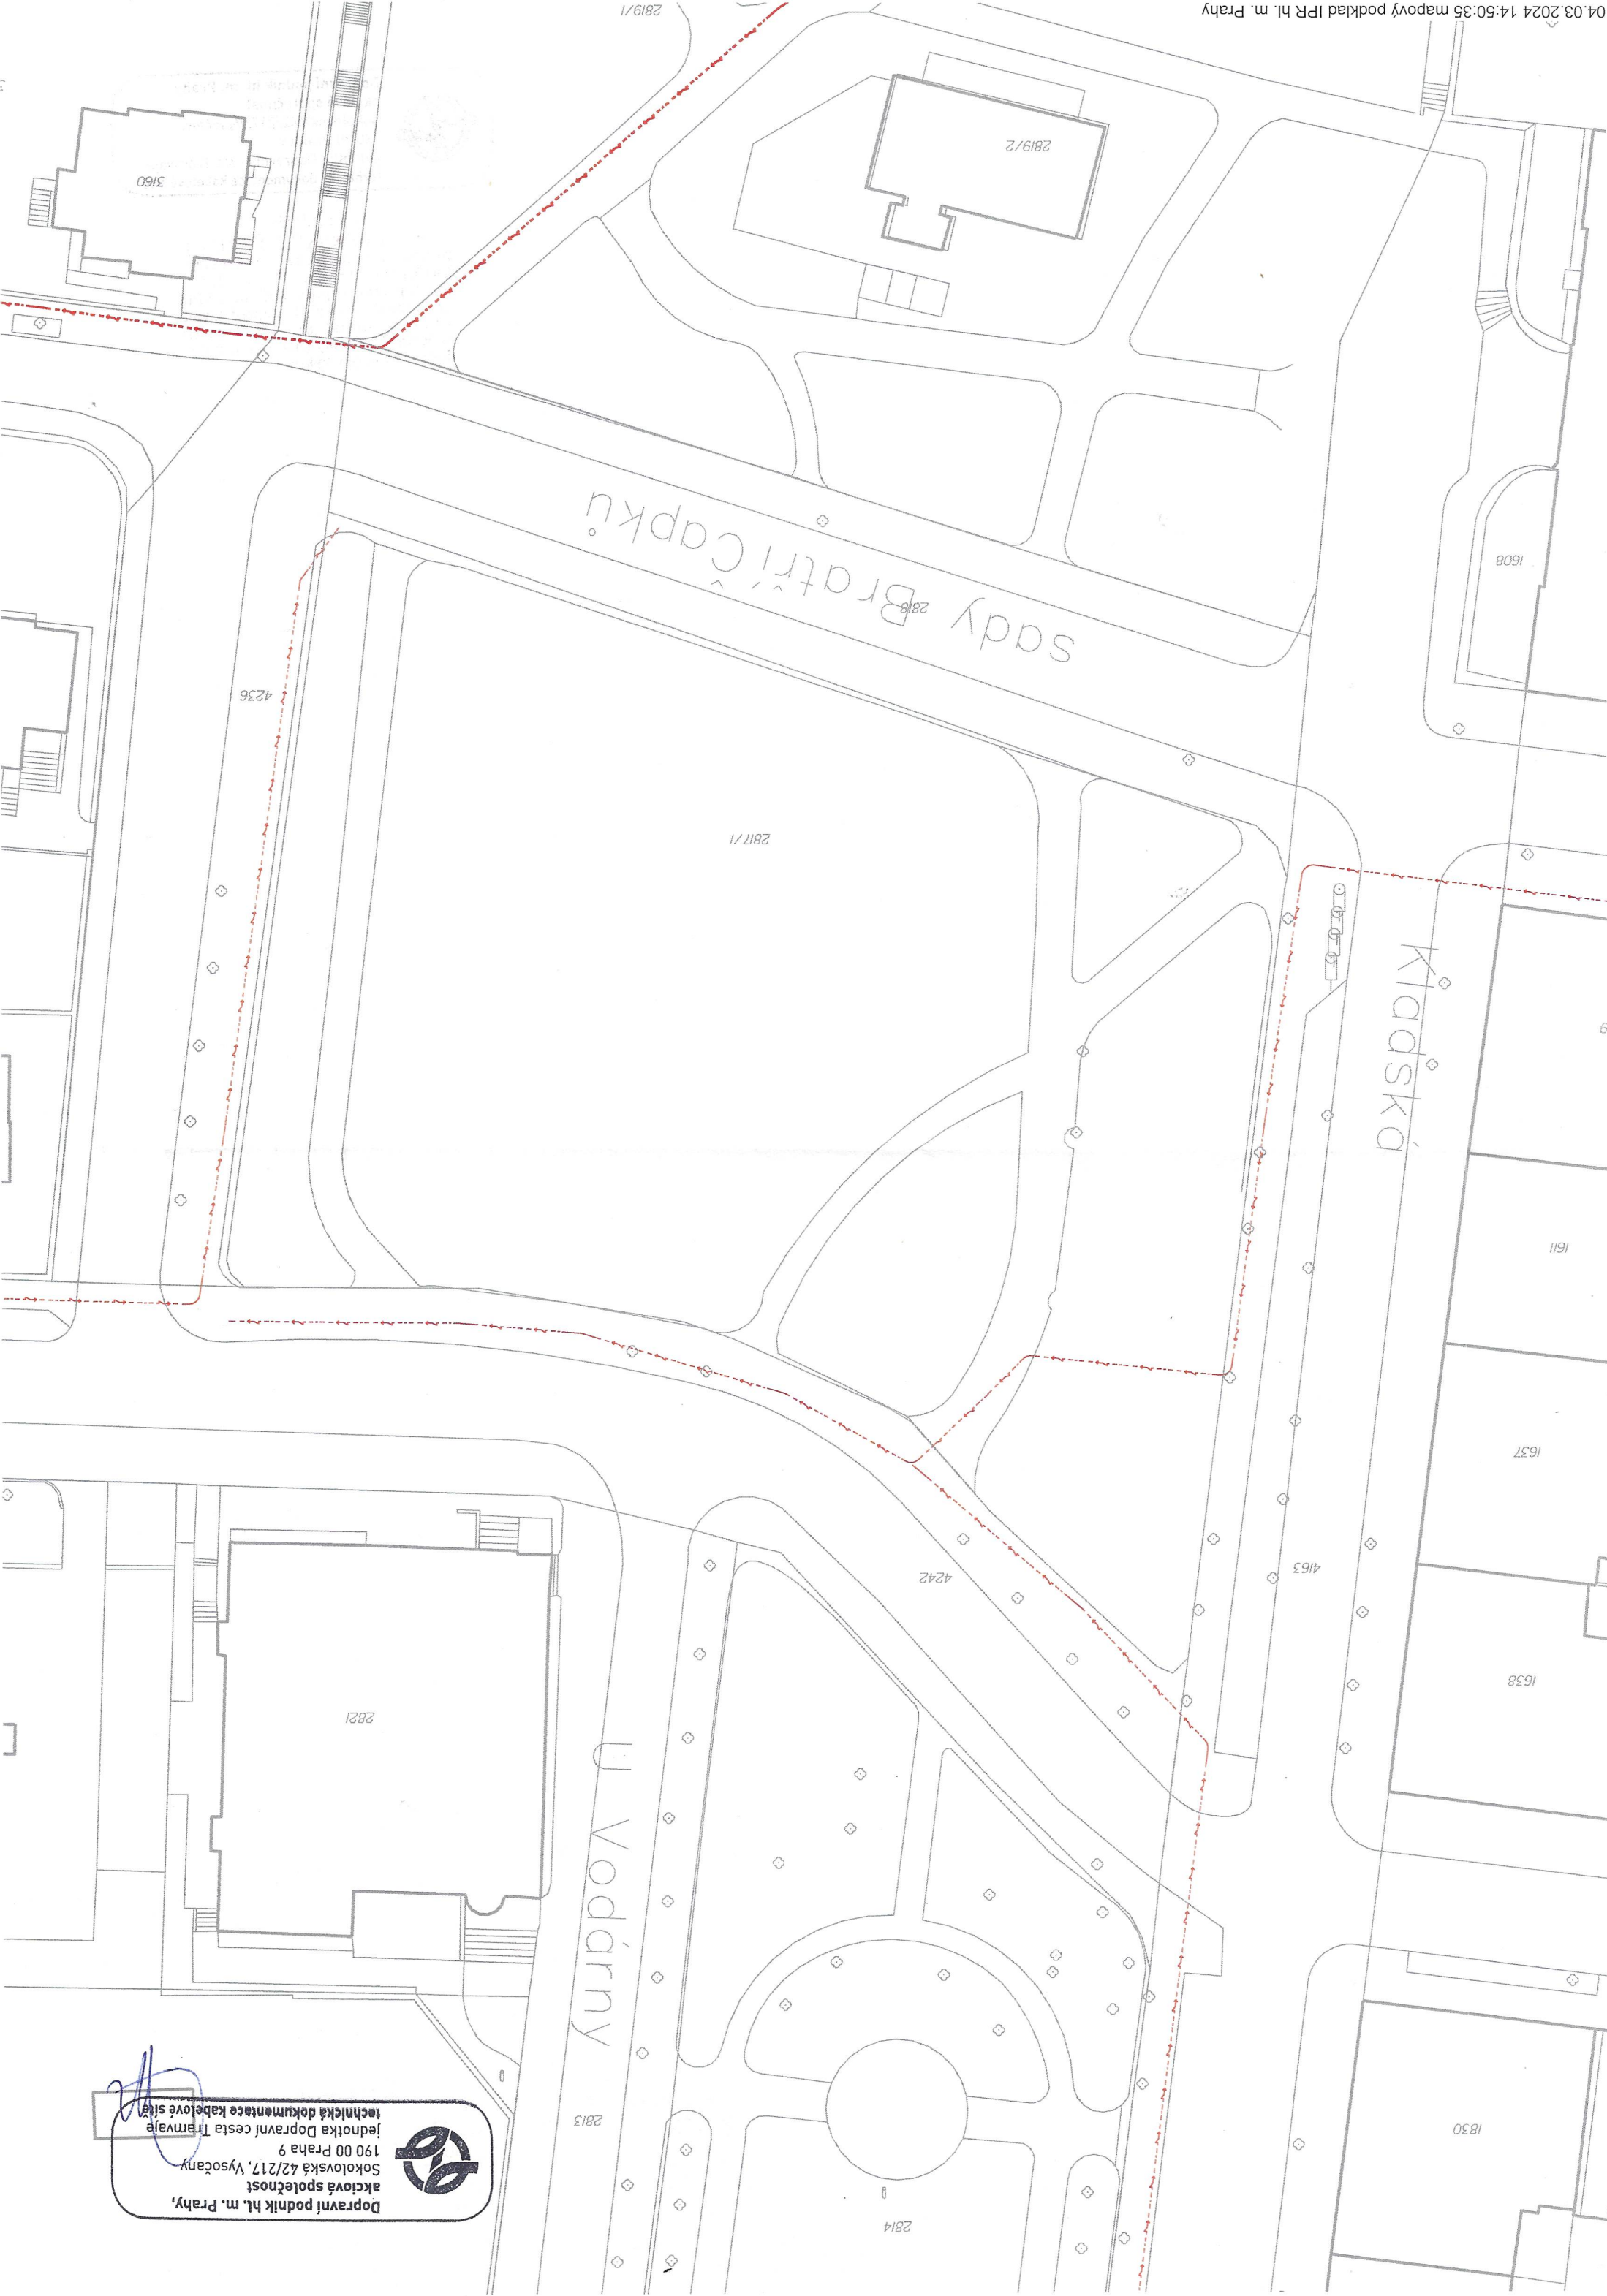 Dopravní podnik hl. m. Prahy,
akciová společnost
Sokolovská 42/217, Vysočany
190 00 Praha 9
jednotka Dopravní cesta Tramvaje
technická dokumentace kabelové sítě
2814
1830
2813
U Vodárny
2821
1638
4163
4242
1637
1611
Kladská
2817/1
4236
sady Bratří Čapků
2818
1608
3160
2819/2
2819/1
04.03.2024 14:50:35 mapový podklad IPR hl. m. Prahy